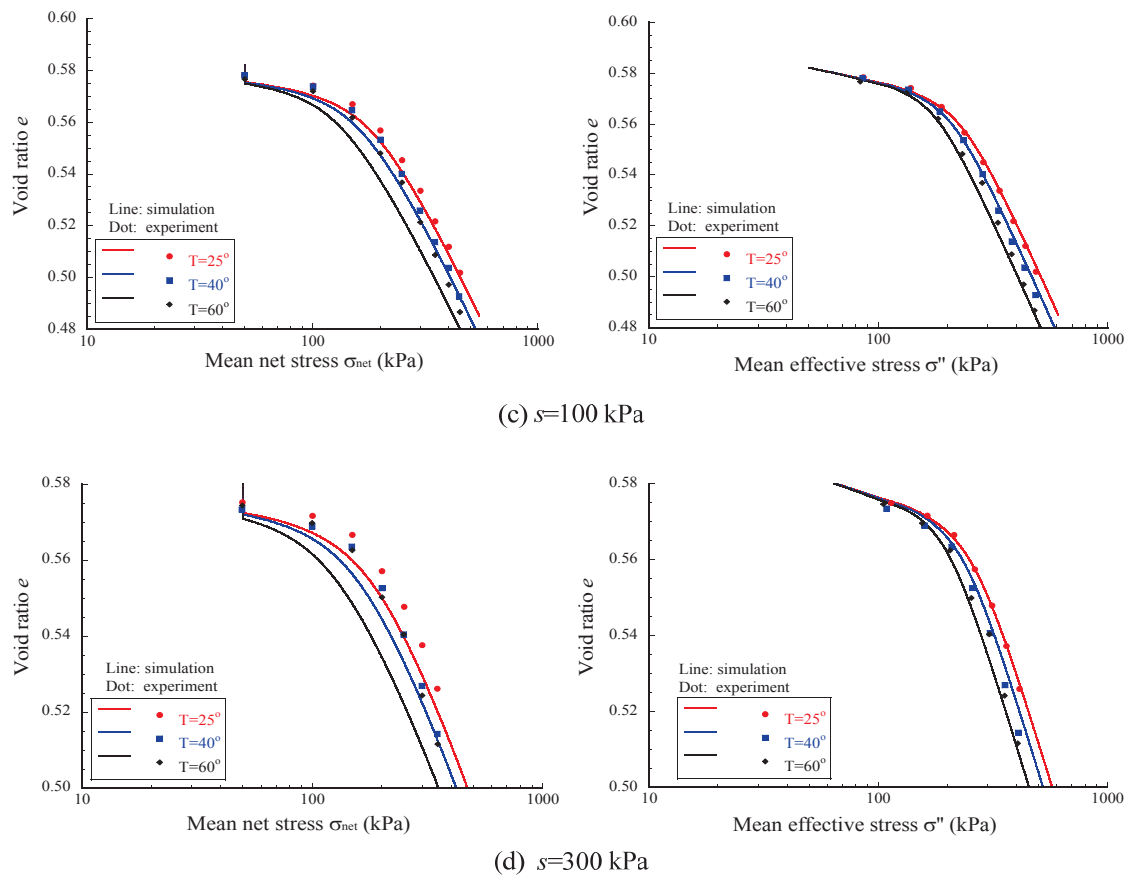 0.60
0.58
0.56
0.54
0.52
0.50
0.48
Void ratio e
Line: simulation
Dot: experiment
T=25°
T=40°
T=60°
10
100
1000
Mean net stress σnet (kPa)
0.60
0.58
0.56
0.54
0.52
0.50
0.48
Void ratio e
Line: simulation
Dot: experiment
T=25°
T=40°
T=60°
10
100
1000
Mean effective stress σ" (kPa)
(c) s=100 kPa
0.58
0.56
0.54
0.52
0.50
Void ratio e
Line: simulation
Dot: experiment
T=25°
T=40°
T=60°
10
100
1000
Mean net stress σnet (kPa)
0.58
0.56
0.54
0.52
0.50
Void ratio e
Line: simulation
Dot: experiment
T=25°
T=40°
T=60°
10
100
1000
Mean effective stress σ" (kPa)
(d) s=300 kPa